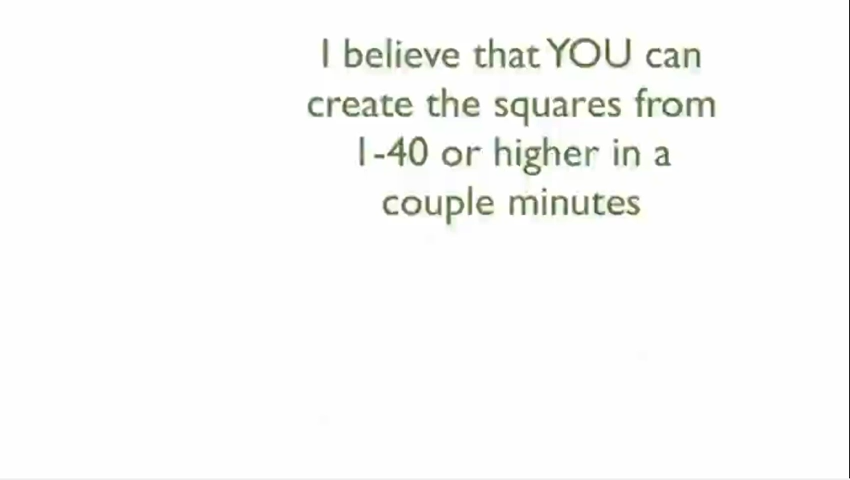 I believe that YOU can
create the squares from
1-40 or higher in a
couple minutes